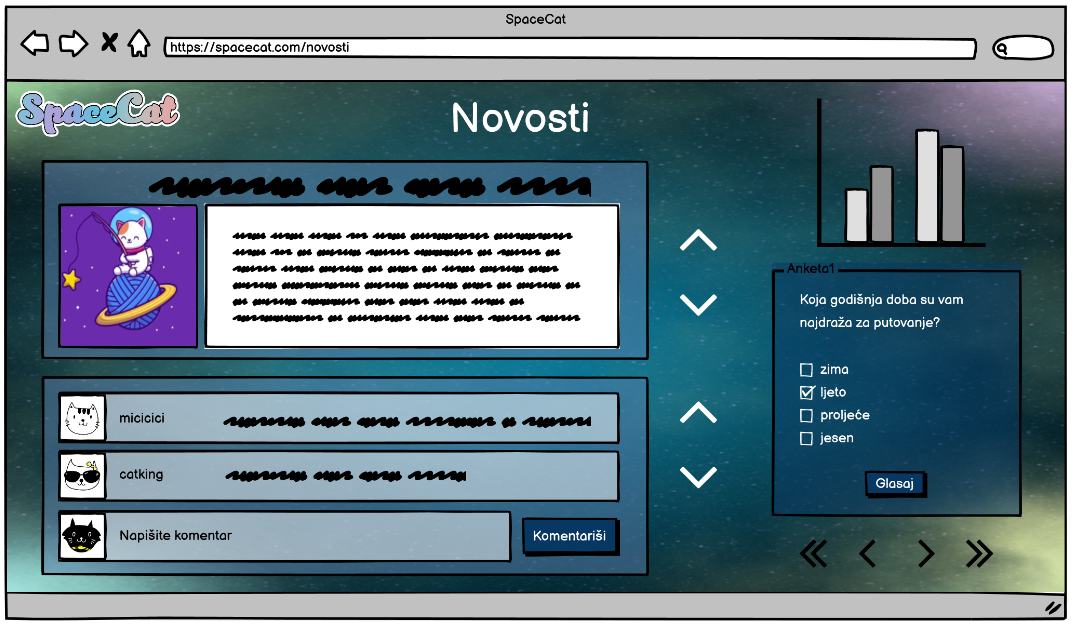 SpaceCat
https://spacecat.com/novosti
SpaceCat
Novosti
Anketa1
Koja godišnja doba su vam
najdraža za putovanje?
zima
ljeto
proljeće
jesen
Glasaj
micicici
catking
Napišite komentar
Komentariši